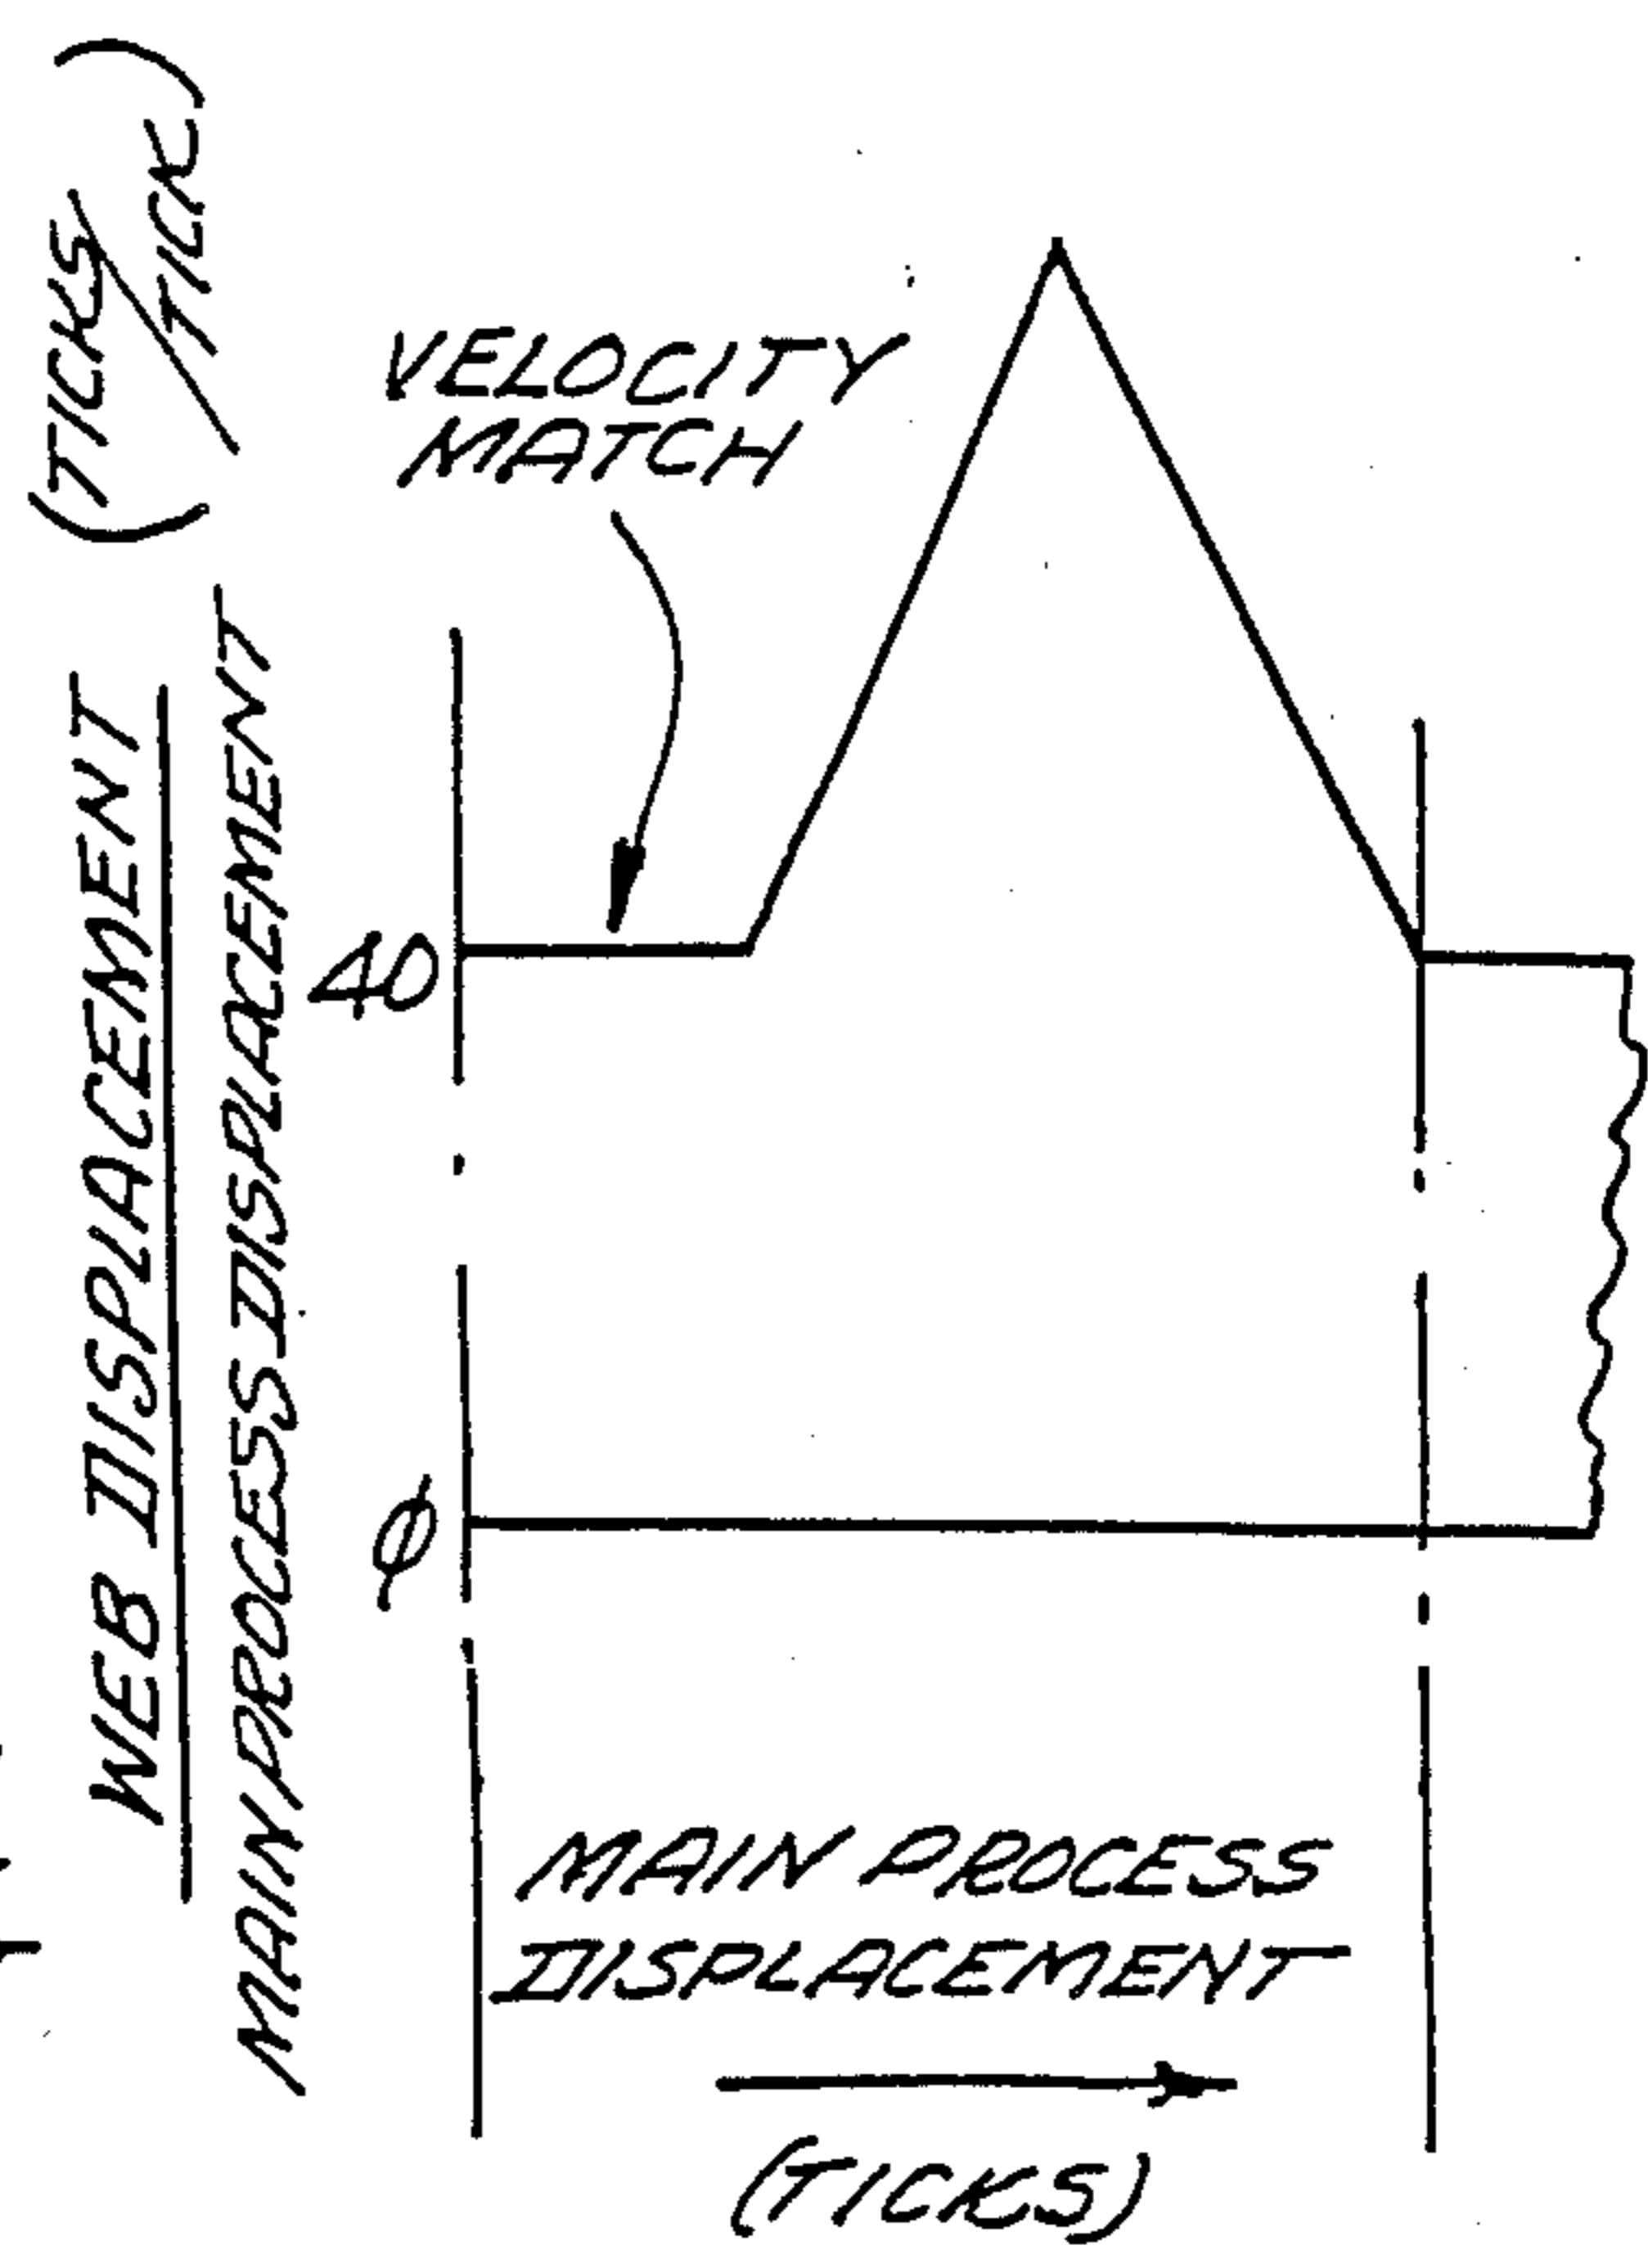 (TICKS/TICK)
WEB DISPLACEMENT
MAIN PROCESS DISPLACEMENT
VELOCITY
MATCH
40
φ
MAIN PROCESS
DISPLACEMENT
(TICKS)